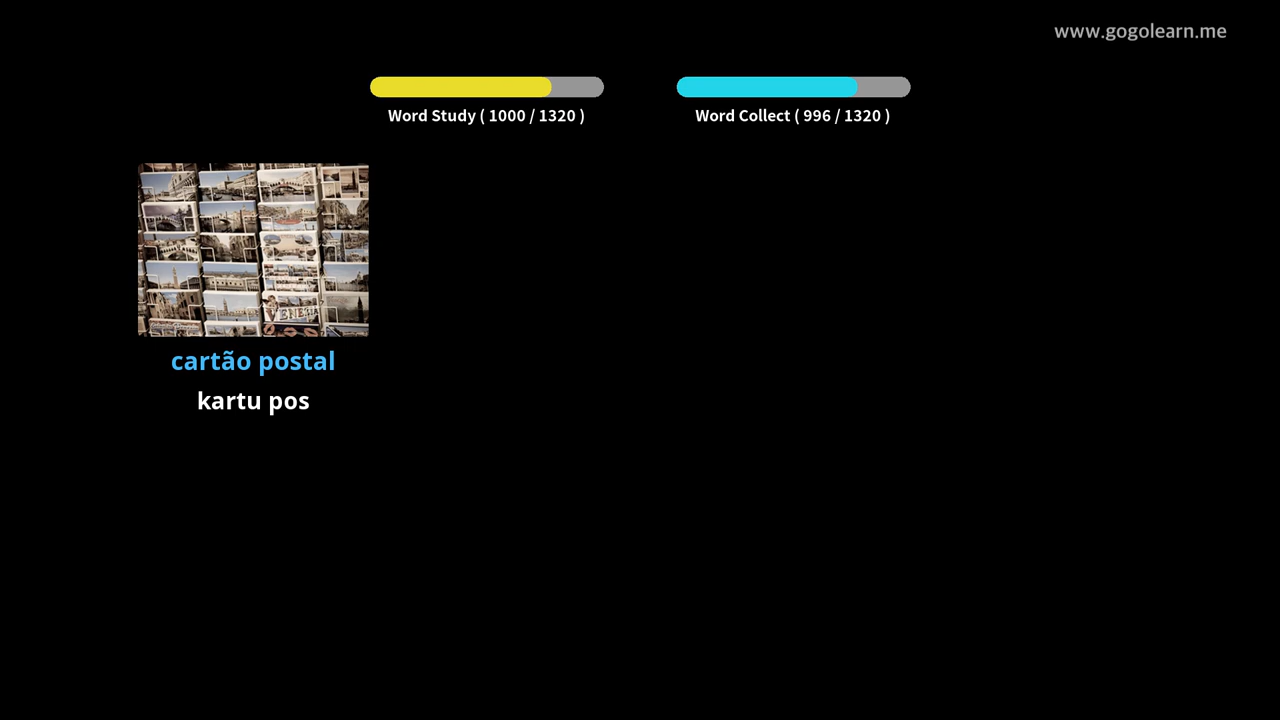 www.gogolearn.me
Word Study ( 1000 / 1320 )
Word Collect ( 996 / 1320 )
cartão postal
kartu pos